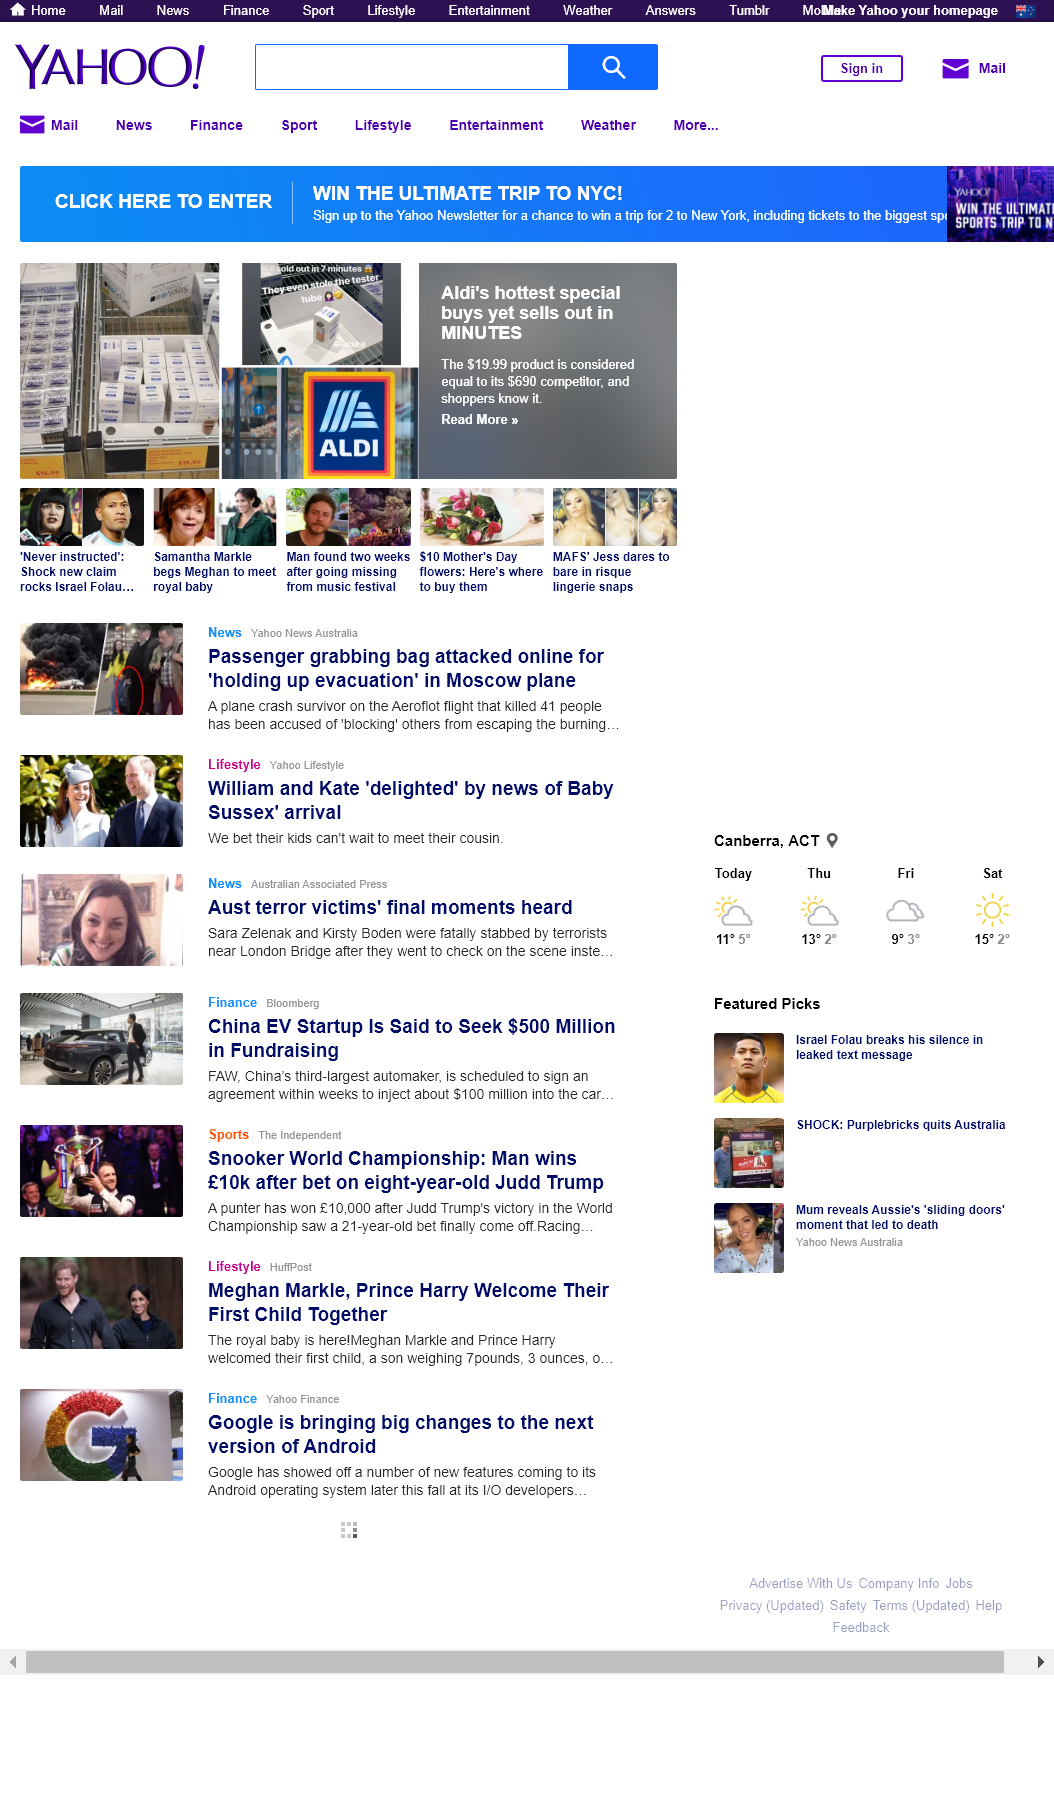 Home Mail News Finance Sport Lifestyle Entertainment Weather Answers Tumblr Make Yahoo your homepage
YAHOO!
Sign in
Mail
Mail News Finance Sport Lifestyle Entertainment Weather More...
CLICK HERE TO ENTER
WIN THE ULTIMATE TRIP TO NYC!
Sign up to the Yahoo Newsletter for a chance to win a trip for 2 to New York, including tickets to the biggest
YAHOO!
WIN THE ULTIMATE
SPORTS TRIP TO
sold out in 7 minutes
They even stole the tester
tube
#lacura
ALDI
Aldi's hottest special
buys yet sells out in
MINUTES
The $19.99 product is considered
equal to its $690 competitor, and
shoppers know it.
Read More »
'Never instructed':
Shock new claim
rocks Israel Folau...
Samantha Markle
begs Meghan to meet
royal baby
Man found two weeks
after going missing
from music festival
$10 Mother's Day
flowers: Here's where
to buy them
MAFS' Jess dares to
bare in risque
lingerie snaps
News Yahoo News Australia
Passenger grabbing bag attacked online for
'holding up evacuation' in Moscow plane
A plane crash survivor on the Aeroflot flight that killed 41 people
has been accused of 'blocking' others from escaping the burning...
Lifestyle Yahoo Lifestyle
William and Kate 'delighted' by news of Baby
Sussex' arrival
We bet their kids can't wait to meet their cousin.
News Australian Associated Press
Aust terror victims' final moments heard
Sara Zelenak and Kirsty Boden were fatally stabbed by terrorists
near London Bridge after they went to check on the scene inste...
Finance Bloomberg
China EV Startup Is Said to Seek $500 Million
in Fundraising
FAW, China's third-largest automaker, is scheduled to sign an
agreement within weeks to inject about $100 million into the car...
Sports The Independent
Snooker World Championship: Man wins
£10k after bet on eight-year-old Judd Trump
A punter has won £10,000 after Judd Trump's victory in the World
Championship saw a 21-year-old bet finally come off.Racing...
Lifestyle HuffPost
Meghan Markle, Prince Harry Welcome Their
First Child Together
The royal baby is here!Meghan Markle and Prince Harry
welcomed their first child, a son weighing 7pounds, 3 ounces, o...
Finance Yahoo Finance
Google is bringing big changes to the next
version of Android
Google has showed off a number of new features coming to its
Android operating system later this fall at its I/O developers...
Canberra, ACT
Today Thu Fri Sat
11° 5° 13° 2° 9° 3° 15° 2°
Featured Picks
Israel Folau breaks his silence in
leaked text message
SHOCK: Purplebricks quits Australia
Mum reveals Aussie's 'sliding doors'
moment that led to death
Yahoo News Australia
Advertise With Us Company Info Jobs
Privacy (Updated) Safety Terms (Updated) Help
Feedback